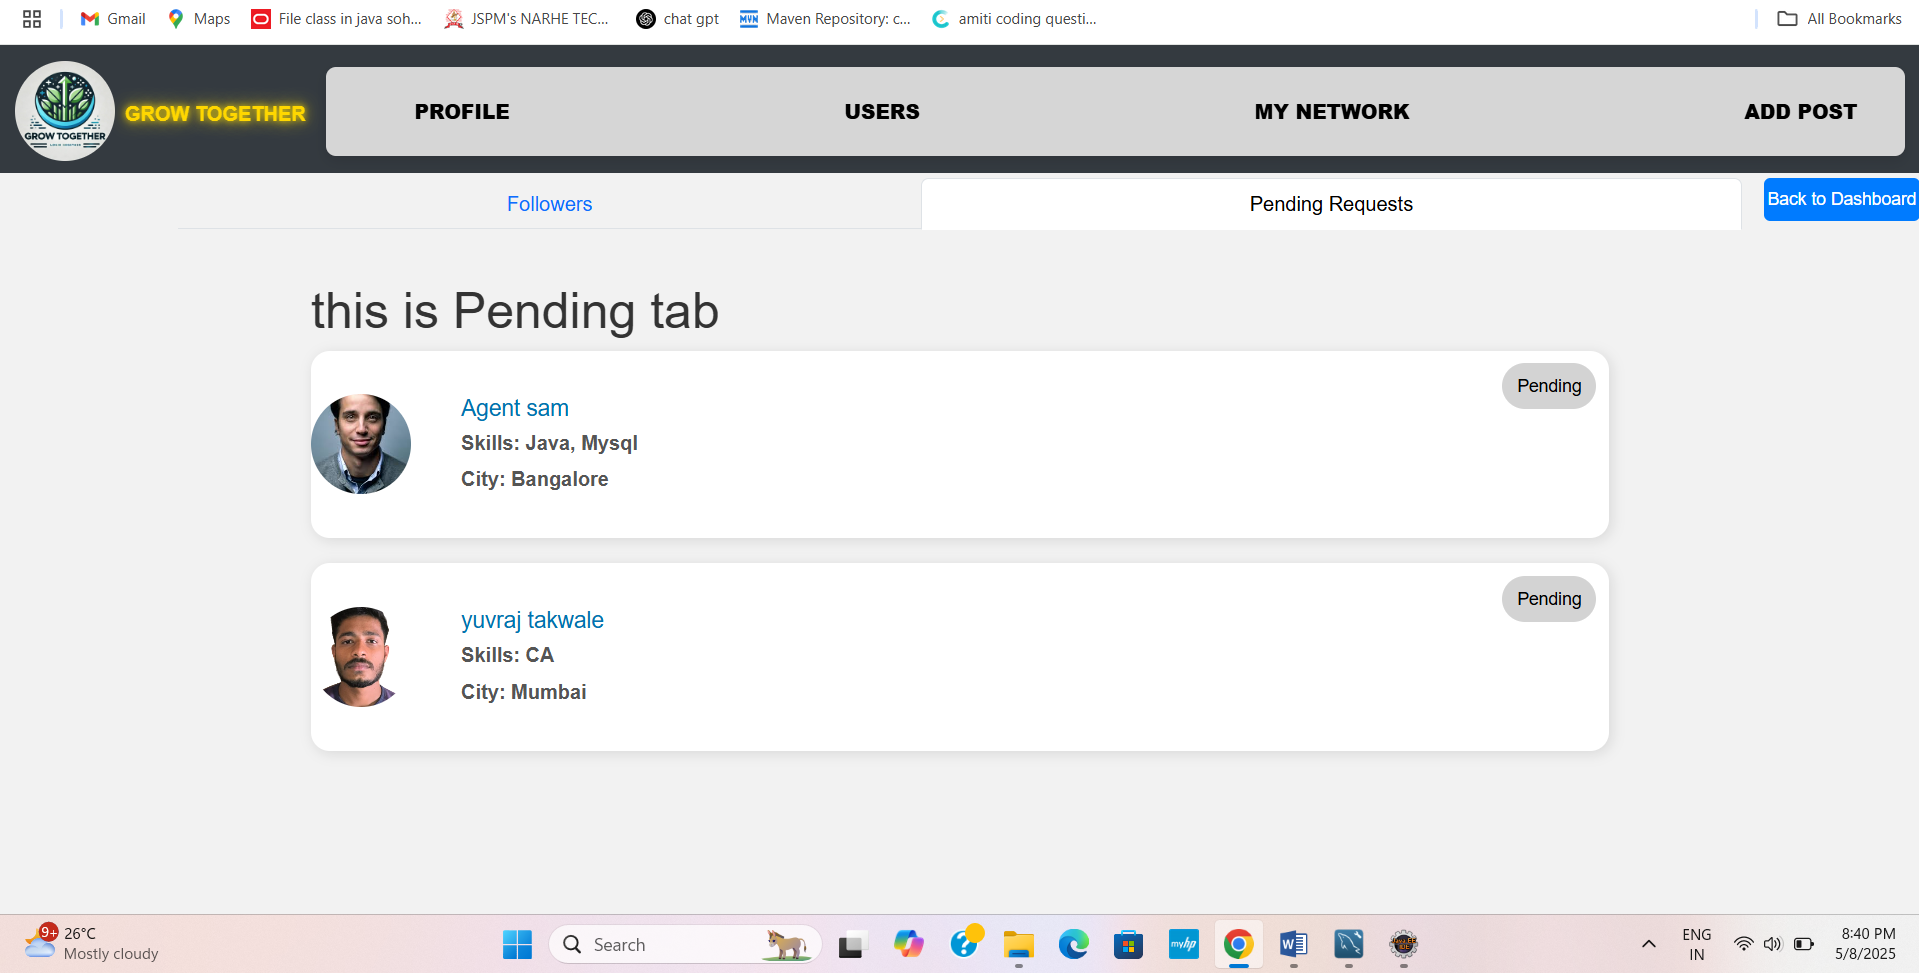 Gmail
Maps
File class in java soh...
JSPM's NARHE TEC...
chat gpt
MVN Maven Repository: c...
amiti coding questi...
All Bookmarks
GROW TOGETHER
GROW TOGETHER
PROFILE
USERS
MY NETWORK
ADD POST
Followers
Pending Requests
Back to Dashboard
this is Pending tab
Pending
Agent sam
Skills: Java, Mysql
City: Bangalore
Pending
yuvraj takwale
Skills: CA
City: Mumbai
9+
26°C
Mostly cloudy
Search
myhp
ENG
IN
8:40 PM
5/8/2025